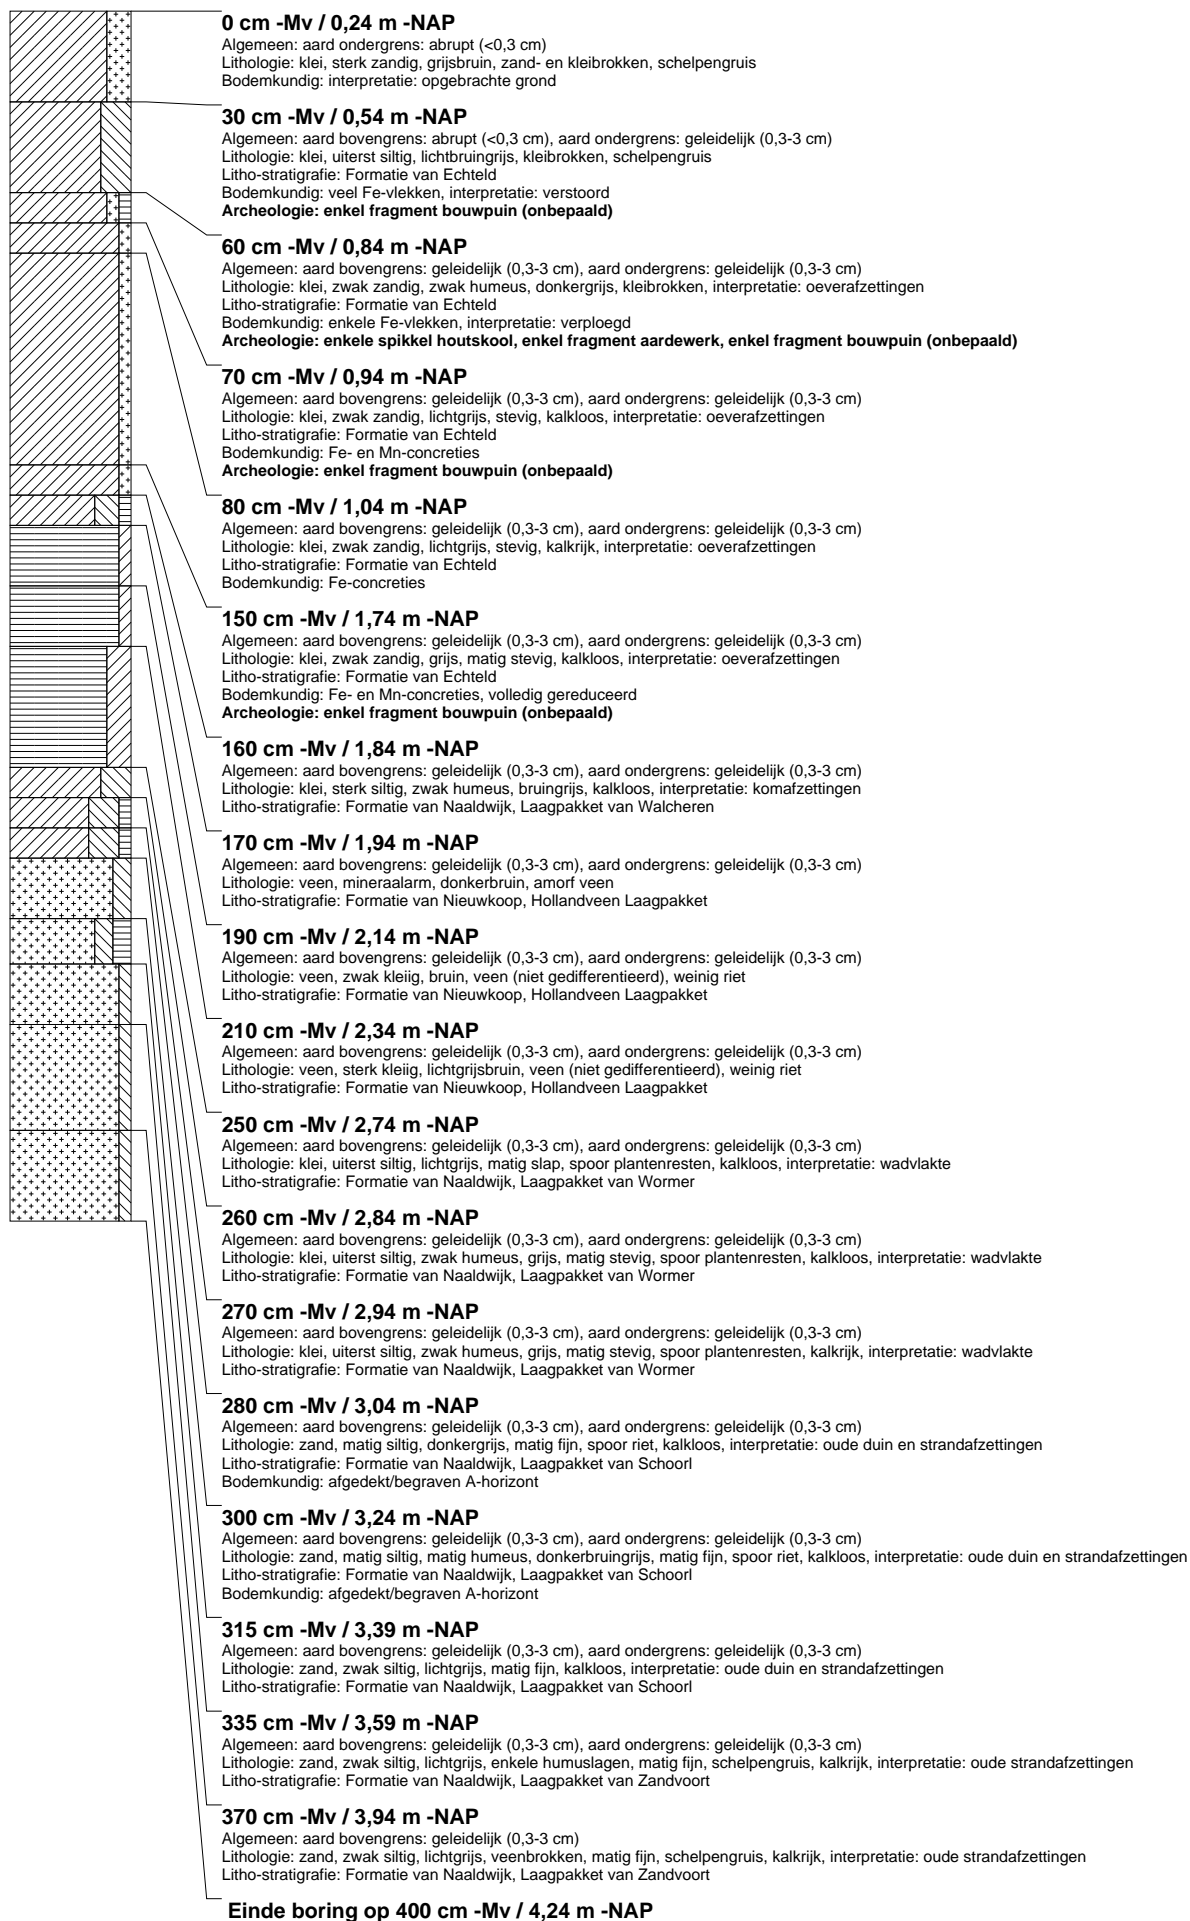 0 cm -Mv / 0,24 m -NAP
Algemeen: aard ondergrens: abrupt (<0,3 cm)
Lithologie: klei, sterk zandig, grijsbruin, zand- en kleibrokken, schelpengruis
Bodemkundig: interpretatie: opgebrachte grond
30 cm -Mv / 0,54 m -NAP
Algemeen: aard bovengrens: abrupt (<0,3 cm), aard ondergrens: geleidelijk (0,3-3 cm)
Lithologie: klei, uiterst siltig, lichtbruingrijs, kleibrokken, schelpengruis
Litho-stratigrafie: Formatie van Echteld
Bodemkundig: veel Fe-vlekken, interpretatie: verstoord
Archeologie: enkel fragment bouwpuin (onbepaald)
60 cm -Mv / 0,84 m -NAP
Algemeen: aard bovengrens: geleidelijk (0,3-3 cm), aard ondergrens: geleidelijk (0,3-3 cm)
Lithologie: klei, zwak zandig, zwak humeus, donkergrijs, kleibrokken, interpretatie: oeverafzettingen
Litho-stratigrafie: Formatie van Echteld
Bodemkundig: enkele Fe-vlekken, interpretatie: verploegd
Archeologie: enkele spikkel houtskool, enkel fragment aardewerk, enkel fragment bouwpuin (onbepaald)
70 cm -Mv / 0,94 m -NAP
Algemeen: aard bovengrens: geleidelijk (0,3-3 cm), aard ondergrens: geleidelijk (0,3-3 cm)
Lithologie: klei, zwak zandig, lichtgrijs, stevig, kalkloos, interpretatie: oeverafzettingen
Litho-stratigrafie: Formatie van Echteld
Bodemkundig: Fe- en Mn-concreties
Archeologie: enkel fragment bouwpuin (onbepaald)
80 cm -Mv / 1,04 m -NAP
Algemeen: aard bovengrens: geleidelijk (0,3-3 cm), aard ondergrens: geleidelijk (0,3-3 cm)
Lithologie: klei, zwak zandig, lichtgrijs, stevig, kalkrijk, interpretatie: oeverafzettingen
Litho-stratigrafie: Formatie van Echteld
Bodemkundig: Fe-concreties
150 cm -Mv / 1,74 m -NAP
Algemeen: aard bovengrens: geleidelijk (0,3-3 cm), aard ondergrens: geleidelijk (0,3-3 cm)
Lithologie: klei, zwak zandig, grijs, matig stevig, kalkloos, interpretatie: oeverafzettingen
Litho-stratigrafie: Formatie van Echteld
Bodemkundig: Fe- en Mn-concreties, volledig gereduceerd
Archeologie: enkel fragment bouwpuin (onbepaald)
160 cm -Mv / 1,84 m -NAP
Algemeen: aard bovengrens: geleidelijk (0,3-3 cm), aard ondergrens: geleidelijk (0,3-3 cm)
Lithologie: klei, sterk siltig, zwak humeus, bruingrijs, kalkloos, interpretatie: komafzettingen
Litho-stratigrafie: Formatie van Naaldwijk, Laagpakket van Walcheren
170 cm -Mv / 1,94 m -NAP
Algemeen: aard bovengrens: geleidelijk (0,3-3 cm), aard ondergrens: geleidelijk (0,3-3 cm)
Lithologie: veen, mineraalarm, donkerbruin, amorf veen
Litho-stratigrafie: Formatie van Nieuwkoop, Hollandveen Laagpakket
190 cm -Mv / 2,14 m -NAP
Algemeen: aard bovengrens: geleidelijk (0,3-3 cm), aard ondergrens: geleidelijk (0,3-3 cm)
Lithologie: veen, zwak kleiig, bruin, veen (niet gedifferentieerd), weinig riet
Litho-stratigrafie: Formatie van Nieuwkoop, Hollandveen Laagpakket
210 cm -Mv / 2,34 m -NAP
Algemeen: aard bovengrens: geleidelijk (0,3-3 cm), aard ondergrens: geleidelijk (0,3-3 cm)
Lithologie: veen, sterk kleiig, lichtgrijsbruin, veen (niet gedifferentieerd), weinig riet
Litho-stratigrafie: Formatie van Nieuwkoop, Hollandveen Laagpakket
250 cm -Mv / 2,74 m -NAP
Algemeen: aard bovengrens: geleidelijk (0,3-3 cm), aard ondergrens: geleidelijk (0,3-3 cm)
Lithologie: klei, uiterst siltig, lichtgrijs, matig slap, spoor plantenresten, kalkloos, interpretatie: wadvlakte
Litho-stratigrafie: Formatie van Naaldwijk, Laagpakket van Wormer
260 cm -Mv / 2,84 m -NAP
Algemeen: aard bovengrens: geleidelijk (0,3-3 cm), aard ondergrens: geleidelijk (0,3-3 cm)
Lithologie: klei, uiterst siltig, zwak humeus, grijs, matig stevig, spoor plantenresten, kalkloos, interpretatie: wadvlakte
Litho-stratigrafie: Formatie van Naaldwijk, Laagpakket van Wormer
270 cm -Mv / 2,94 m -NAP
Algemeen: aard bovengrens: geleidelijk (0,3-3 cm), aard ondergrens: geleidelijk (0,3-3 cm)
Lithologie: klei, uiterst siltig, zwak humeus, grijs, matig stevig, spoor plantenresten, kalkrijk, interpretatie: wadvlakte
Litho-stratigrafie: Formatie van Naaldwijk, Laagpakket van Wormer
280 cm -Mv / 3,04 m -NAP
Algemeen: aard bovengrens: geleidelijk (0,3-3 cm), aard ondergrens: geleidelijk (0,3-3 cm)
Lithologie: zand, matig siltig, donkergrijs, matig fijn, spoor riet, kalkloos, interpretatie: oude duin en strandafzettingen
Litho-stratigrafie: Formatie van Naaldwijk, Laagpakket van Schoorl
Bodemkundig: afgedekt/begraven A-horizont
300 cm -Mv / 3,24 m -NAP
Algemeen: aard bovengrens: geleidelijk (0,3-3 cm), aard ondergrens: geleidelijk (0,3-3 cm)
Lithologie: zand, matig siltig, matig humeus, donkerbruingrijs, matig fijn, spoor riet, kalkloos, interpretatie: oude duin en strandafzettingen
Litho-stratigrafie: Formatie van Naaldwijk, Laagpakket van Schoorl
Bodemkundig: afgedekt/begraven A-horizont
315 cm -Mv / 3,39 m -NAP
Algemeen: aard bovengrens: geleidelijk (0,3-3 cm), aard ondergrens: geleidelijk (0,3-3 cm)
Lithologie: zand, zwak siltig, lichtgrijs, matig fijn, kalkloos, interpretatie: oude duin en strandafzettingen
Litho-stratigrafie: Formatie van Naaldwijk, Laagpakket van Schoorl
335 cm -Mv / 3,59 m -NAP
Algemeen: aard bovengrens: geleidelijk (0,3-3 cm), aard ondergrens: geleidelijk (0,3-3 cm)
Lithologie: zand, zwak siltig, lichtgrijs, enkele humuslagen, matig fijn, schelpengruis, kalkrijk, interpretatie: oude strandafzettingen
Litho-stratigrafie: Formatie van Naaldwijk, Laagpakket van Zandvoort
370 cm -Mv / 3,94 m -NAP
Algemeen: aard bovengrens: geleidelijk (0,3-3 cm)
Lithologie: zand, zwak siltig, lichtgrijs, veenbrokken, matig fijn, schelpengruis, kalkrijk, interpretatie: oude strandafzettingen
Litho-stratigrafie: Formatie van Naaldwijk, Laagpakket van Zandvoort
Einde boring op 400 cm -Mv / 4,24 m -NAP